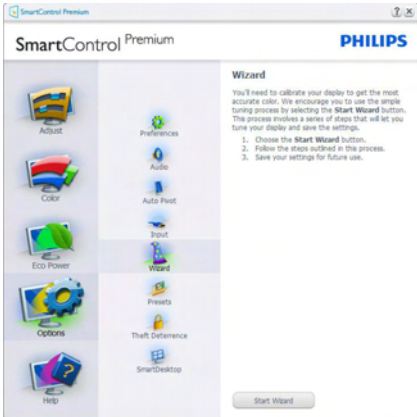 SmartControl Premium
SmartControl Premium
PHILIPS
Adjust
Color
Eco Power
Options
Help
Preferences
Audio
Auto Pivot
Input
Wizard
Presets
Theft Deterrence
SmartDesktop
Wizard
You'll need to calibrate your deplay to get the most
accurate color. We encourage you to use the simple
tuning process by selecting the Start Wizard button.
This process involves a series of steps that will let you
tune your display and save the settings.
1. Choose the Start Wizard button.
2. Follow the steps outlined in this process.
3. Save your settings for future use.
Start Wizard